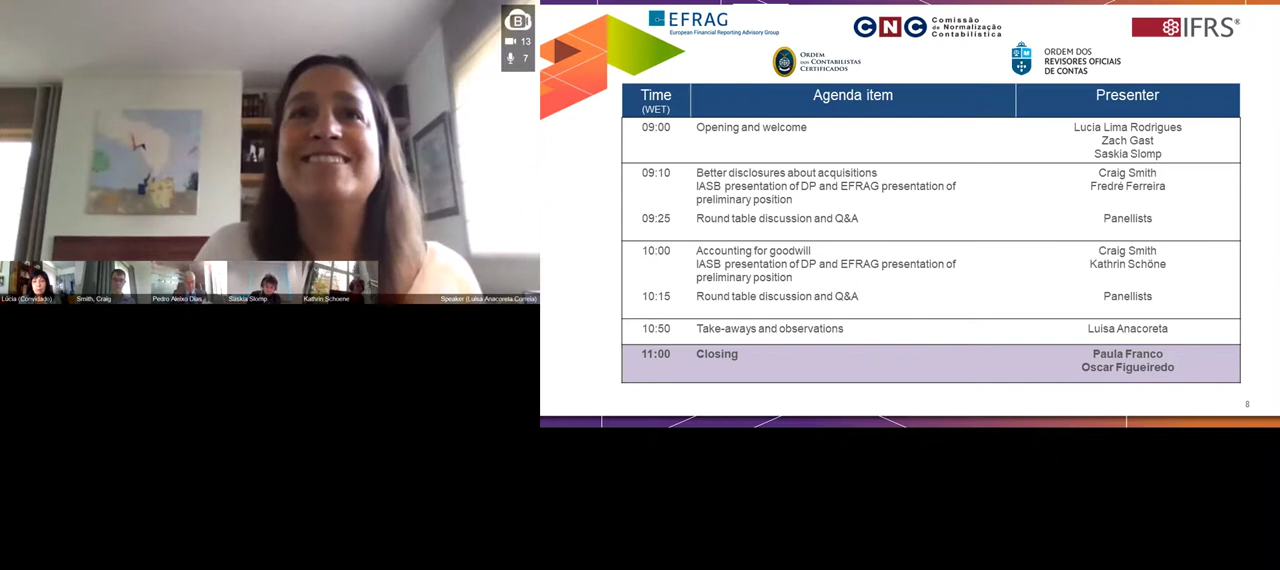 B
13
7
Lúcia (Convidado)
Smith, Craig
Pedro Aleixo Dias
Saskia Slomp
Kathrin Schoene
Speaker (Luisa Anacoreta Correia)
EFRAG
European Financial Reporting Advisory Group
CNC
Comissão
de Normalização
Contabilística
IFRS®
ORDEM
DOS CONTABILISTAS
CERTIFICADOS
ORDEM DOS
REVISORES OFICIAIS
DE CONTAS
Time
(WET)
Agenda item
Presenter
09:00
Opening and welcome
Lucia Lima Rodrigues
Zach Gast
Saskia Slomp
09:10
Better disclosures about acquisitions
IASB presentation of DP and EFRAG presentation of
preliminary position
Craig Smith
Fredré Ferreira
09:25
Round table discussion and Q&A
Panellists
10:00
Accounting for goodwill
IASB presentation of DP and EFRAG presentation of
preliminary position
Craig Smith
Kathrin Schöne
10:15
Round table discussion and Q&A
Panellists
10:50
Take-aways and observations
Luisa Anacoreta
11:00
Closing
Paula Franco
Oscar Figueiredo
8